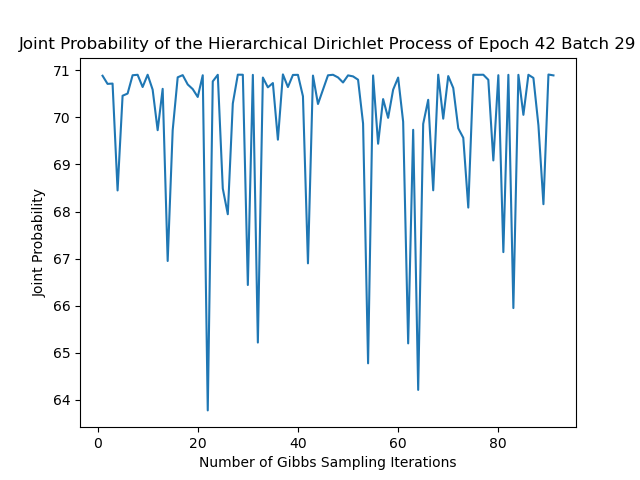 Joint Probability of the Hierarchical Dirichlet Process of Epoch 42 Batch 29
71
70
69
68
67
66
65
64
Joint Probability
0 20 40 60 80
Number of Gibbs Sampling Iterations